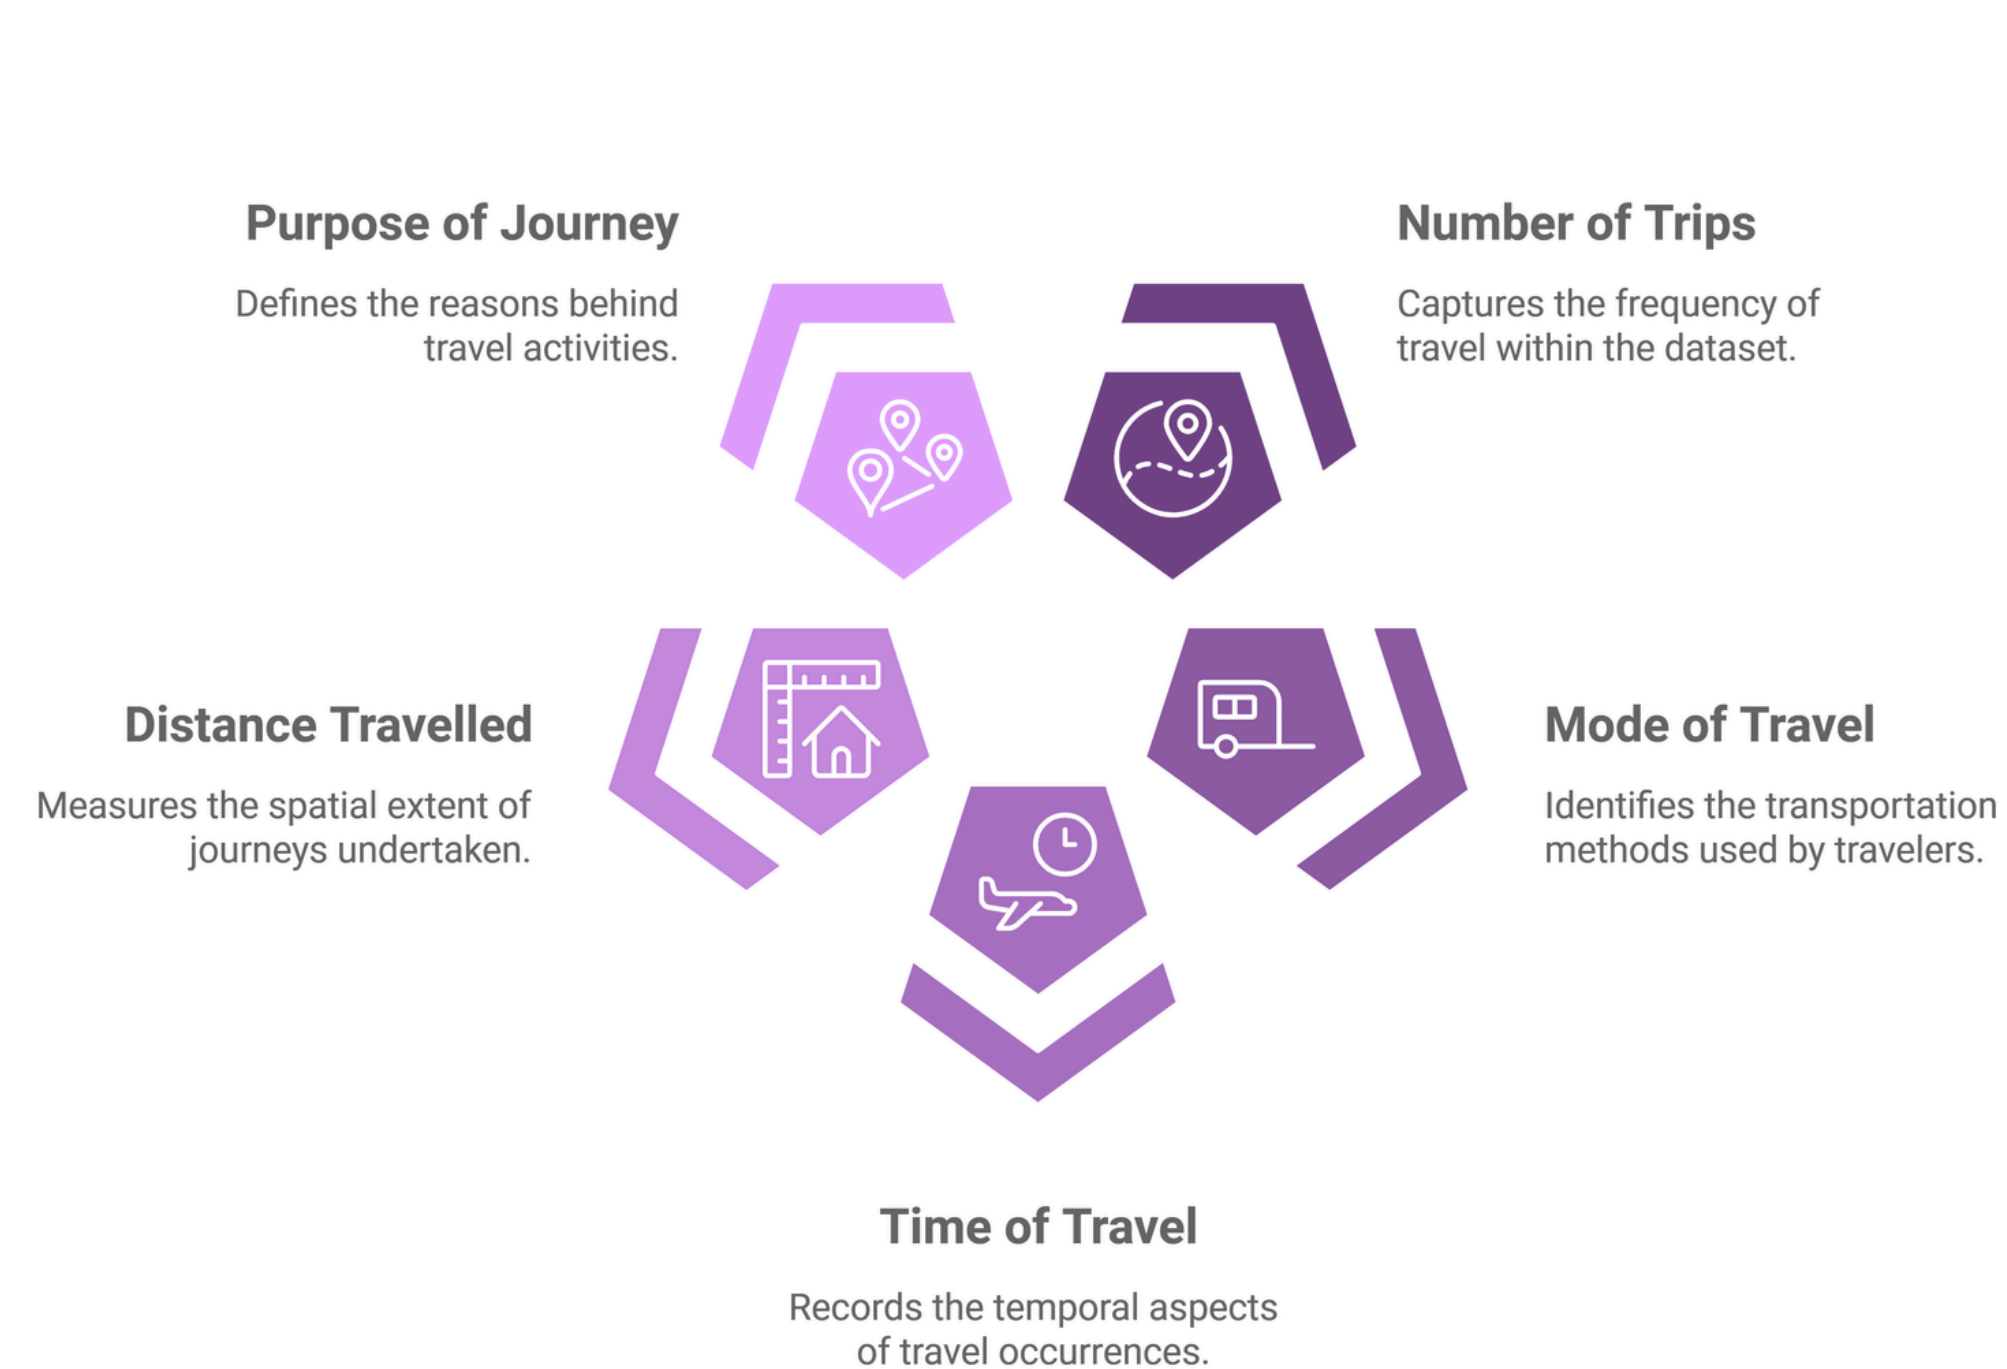 Purpose of Journey
Defines the reasons behind
travel activities.
Number of Trips
Captures the frequency of
travel within the dataset.
Distance Travelled
Measures the spatial extent of
journeys undertaken.
Mode of Travel
Identifies the transportation
methods used by travelers.
Time of Travel
Records the temporal aspects
of travel occurrences.